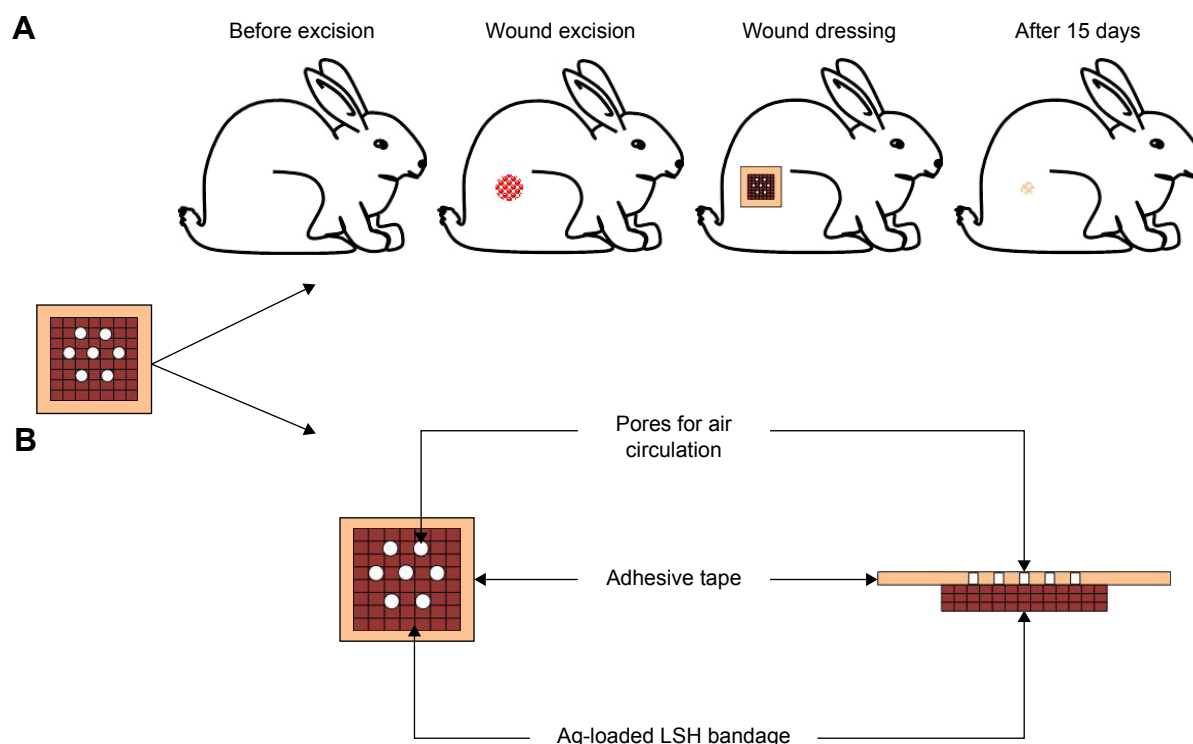 A
Before excision
Wound excision
Wound dressing
After 15 days
B
Pores for air
circulation
Adhesive tape
Ag-loaded LSH bandage